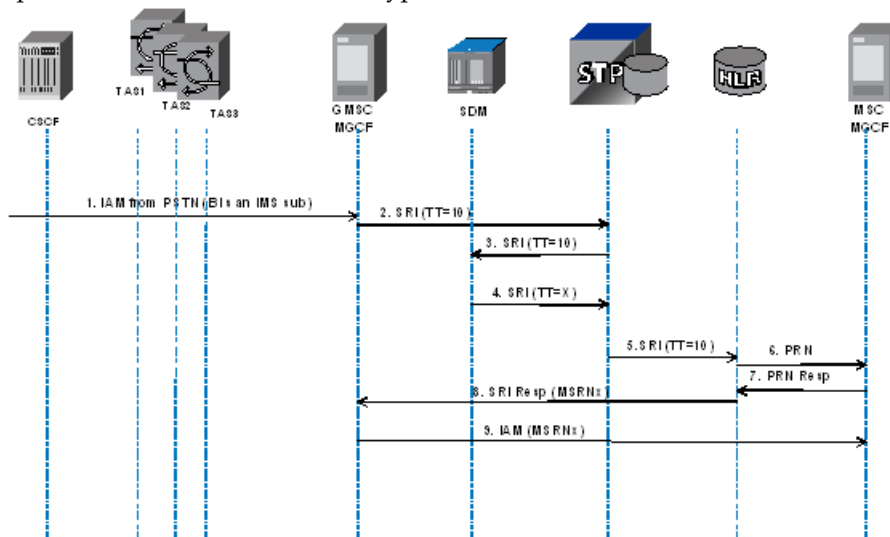 TAS1
TAS2
TAS3
CSCF
GMSC
MGCF
SDM
STP
HLR
MSC
MGCF
1. IAM from PSTN (B is an IMS sub)
2. SRI (TT=10)
3. SRI (TT=10)
4. SRI (TT=X)
5.SRI (TT=10)
6. PRN
7. PRN Resp
8. SRI Resp (MSRNx)
9. IAM (MSRNx)